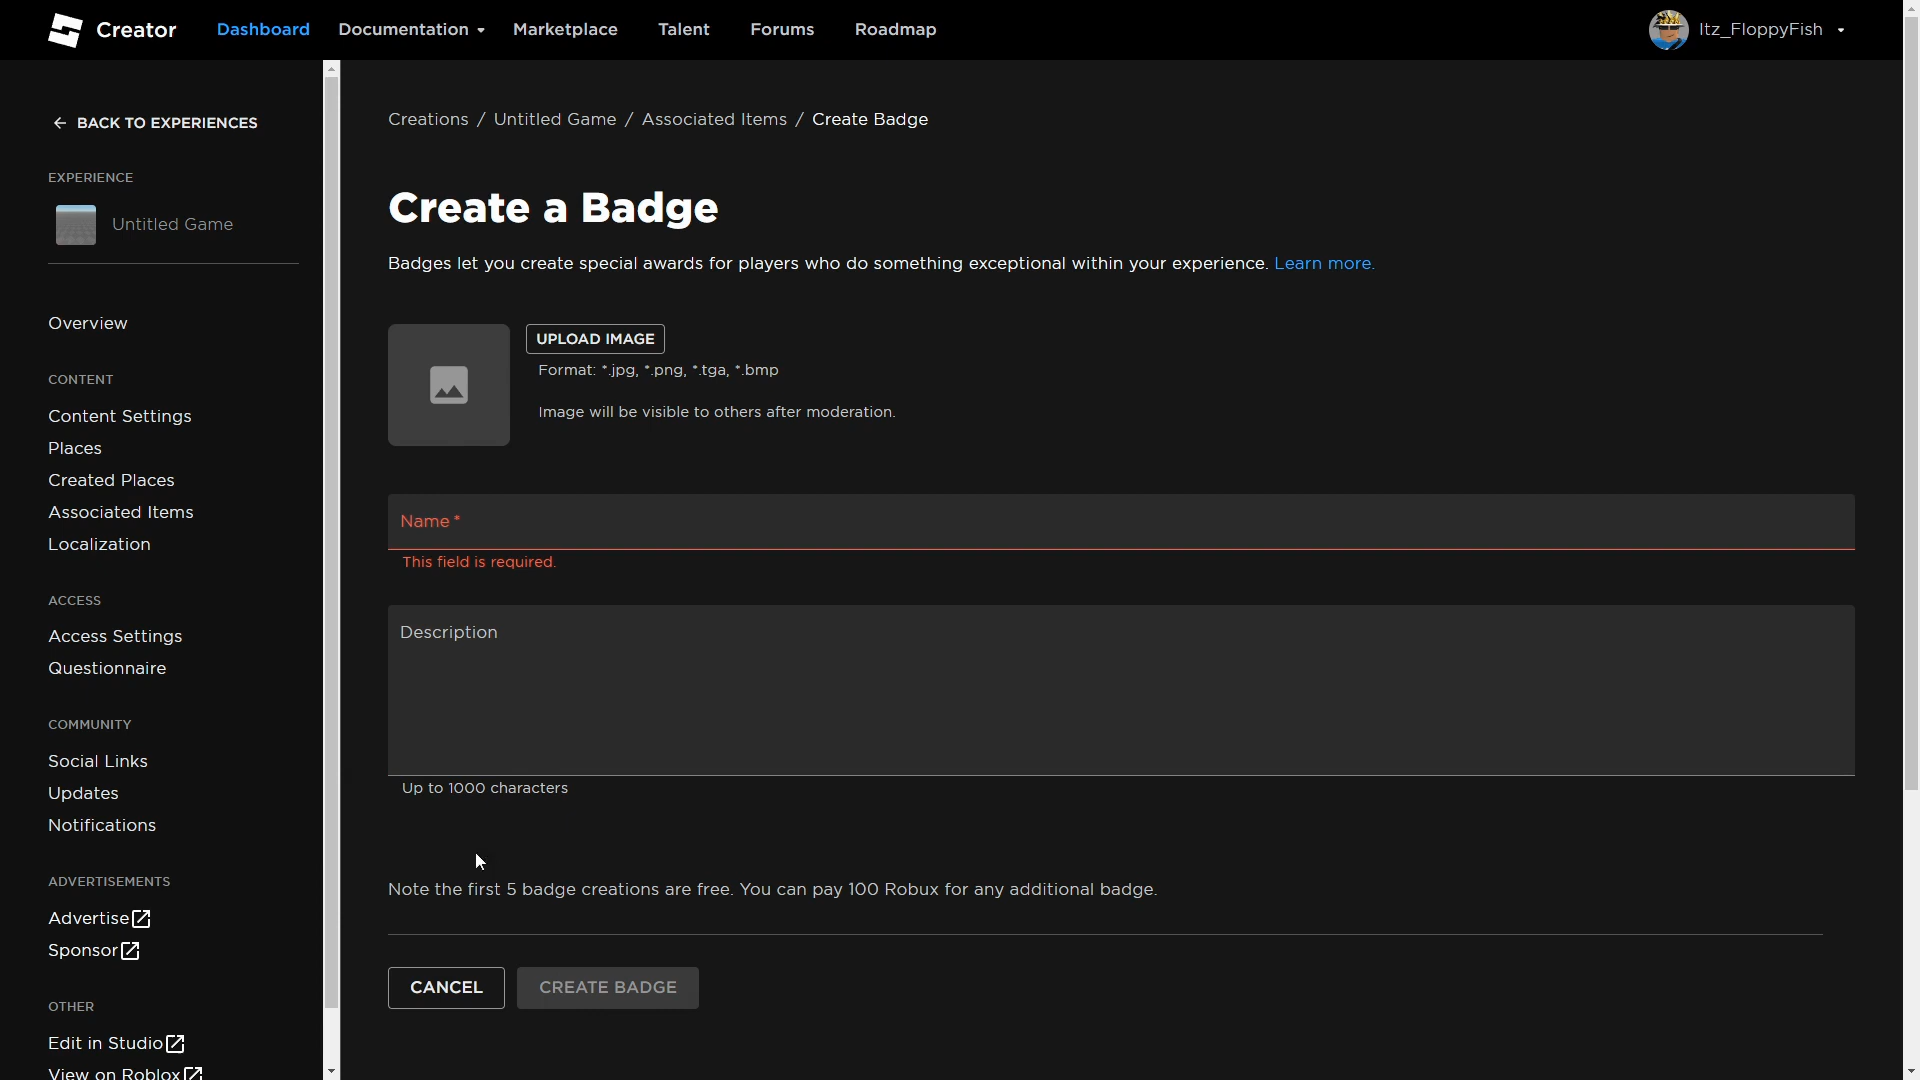 Creator
Dashboard
Documentation
Marketplace
Talent
Forums
Roadmap
Itz_FloppyFish
BACK TO EXPERIENCES
EXPERIENCE
Untitled Game
Overview
CONTENT
Content Settings
Places
Created Places
Associated Items
Localization
ACCESS
Access Settings
Questionnaire
COMMUNITY
Social Links
Updates
Notifications
ADVERTISEMENTS
Advertise
Sponsor
OTHER
Edit in Studio
View on Roblox
Creations / Untitled Game / Associated Items / Create Badge
Create a Badge
Badges let you create special awards for players who do something exceptional within your experience. Learn more.
UPLOAD IMAGE
Format: *.jpg, *.png, *.tga, *.bmp
Image will be visible to others after moderation.
Name *
This field is required.
Description
Up to 1000 characters
Note the first 5 badge creations are free. You can pay 100 Robux for any additional badge.
CANCEL
CREATE BADGE